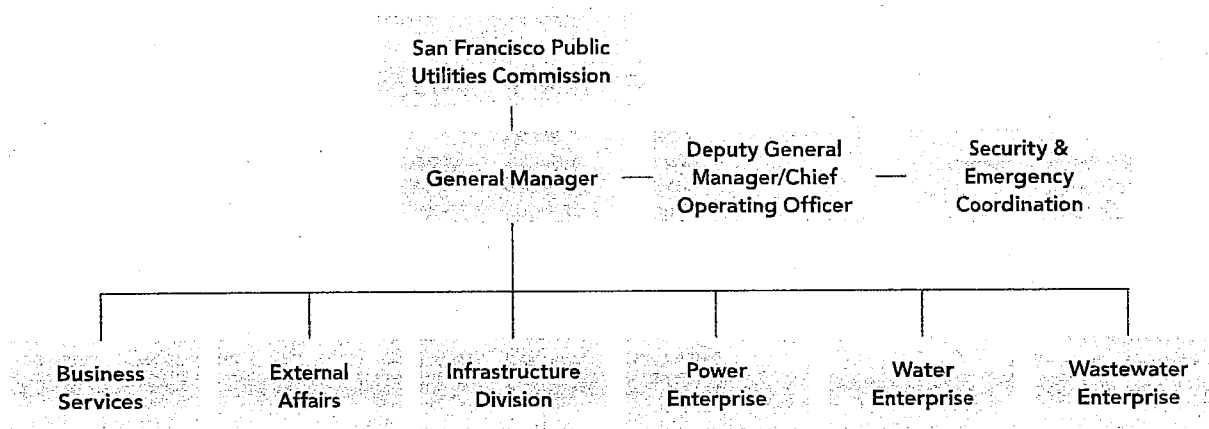 San Francisco Public
Utilities Commission
General Manager
Deputy General
Manager/Chief
Operating Officer
Security &
Emergency
Coordination
Business
Services
External
Affairs
Infrastructure
Division
Power
Enterprise
Water
Enterprise
Wastewater
Enterprise